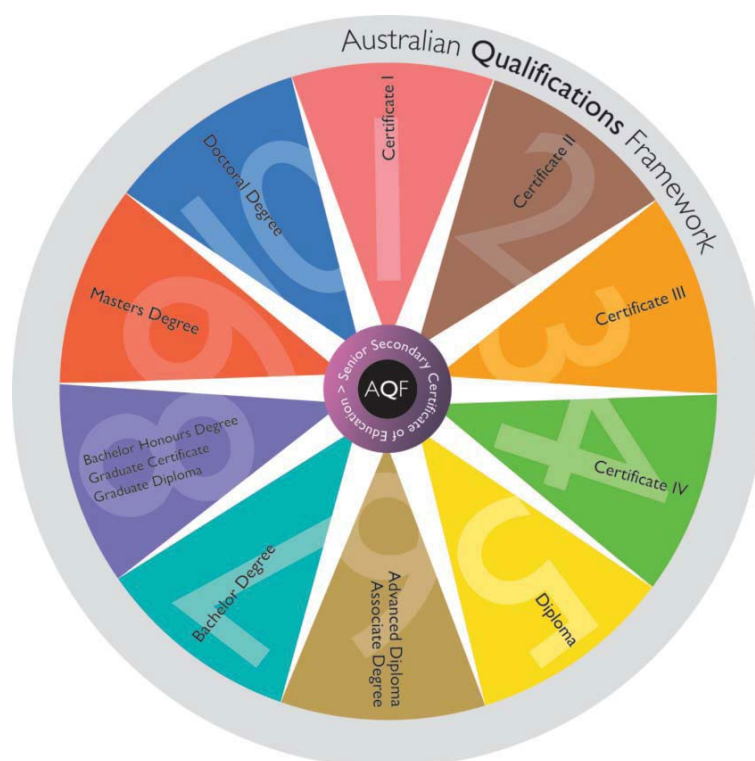 Australian Qualifications Framework
1
Certificate I
2
Certificate II
3
Certificate III
4
Certificate IV
5
Diploma
6
Advanced Diploma
Associate Degree
7
Bachelor Degree
8
Bachelor Honours Degree
Graduate Certificate
Graduate Diploma
9
Masters Degree
10
Doctoral Degree
Senior Secondary Certificate of Education >
AQF